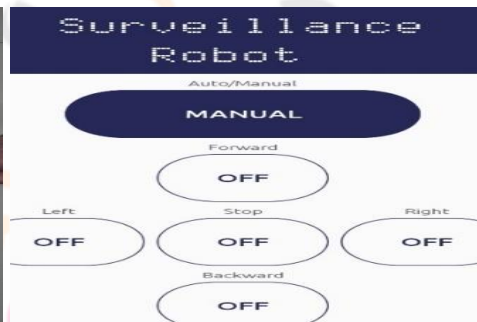 Surveillance
Robot
Auto/Manual
MANUAL
Forward
OFF
Left Stop Right
OFF OFF OFF
Backward
OFF